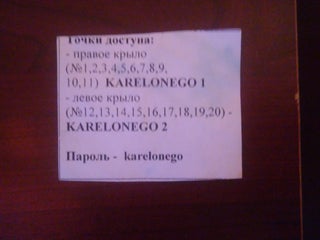 Точки доступа:
- правое крыло
(№1,2,3,4,5,6,7,8,9,
10,11) KARELONEGO 1
- левое крыло
(№12,13,14,15,16,17,18,19,20) -
KARELONEGO 2
Пароль - karelonego